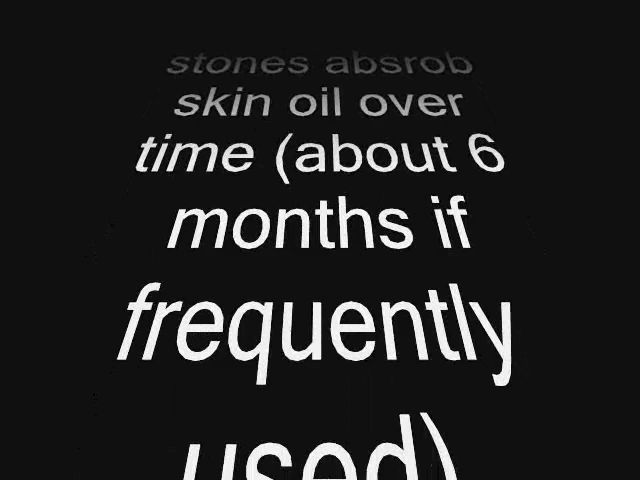 stones absrob
skin oil over
time (about 6
months if
frequently
used)